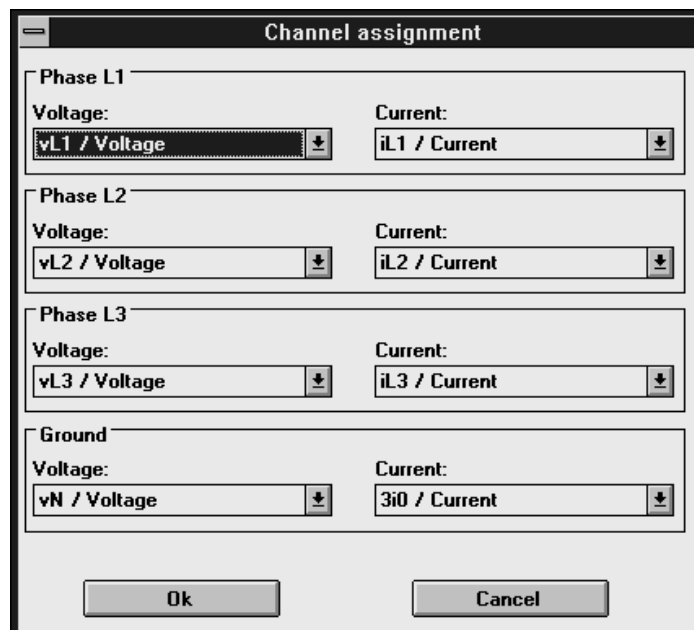 Channel assignment
Phase L1
Voltage: Current:
vL1 / Voltage iL1 / Current
Phase L2
Voltage: Current:
vL2 / Voltage iL2 / Current
Phase L3
Voltage: Current:
vL3 / Voltage iL3 / Current
Ground
Voltage: Current:
vN / Voltage 3i0 / Current
Ok Cancel